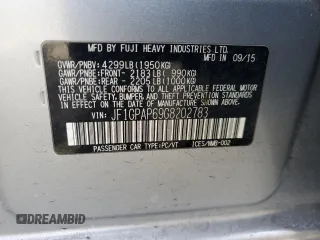 MFD BY FUJI HEAVY INDUSTRIES LTD.
GVWR/PNBV: 4299LB (1950KG) IN 09/15
GAWR/PNBE:FRONT- 2183LB( 990KG)
GAWR/PNBE:REAR- 2205LB(1000KG)
THIS VEHICLE CONFORMS TO ALL APPLICABLE
FEDERAL MOTOR VEHICLE SAFETY, BUMPER, AND
THEFT PREVENTION STANDARDS IN EFFECT ON
THE DATE OF MANUFACTURE SHOWN ABOVE.
VIN: JF1GPAP69G8202783
PASSENGER CAR TYPE:PC/VT ICES/NMB-002